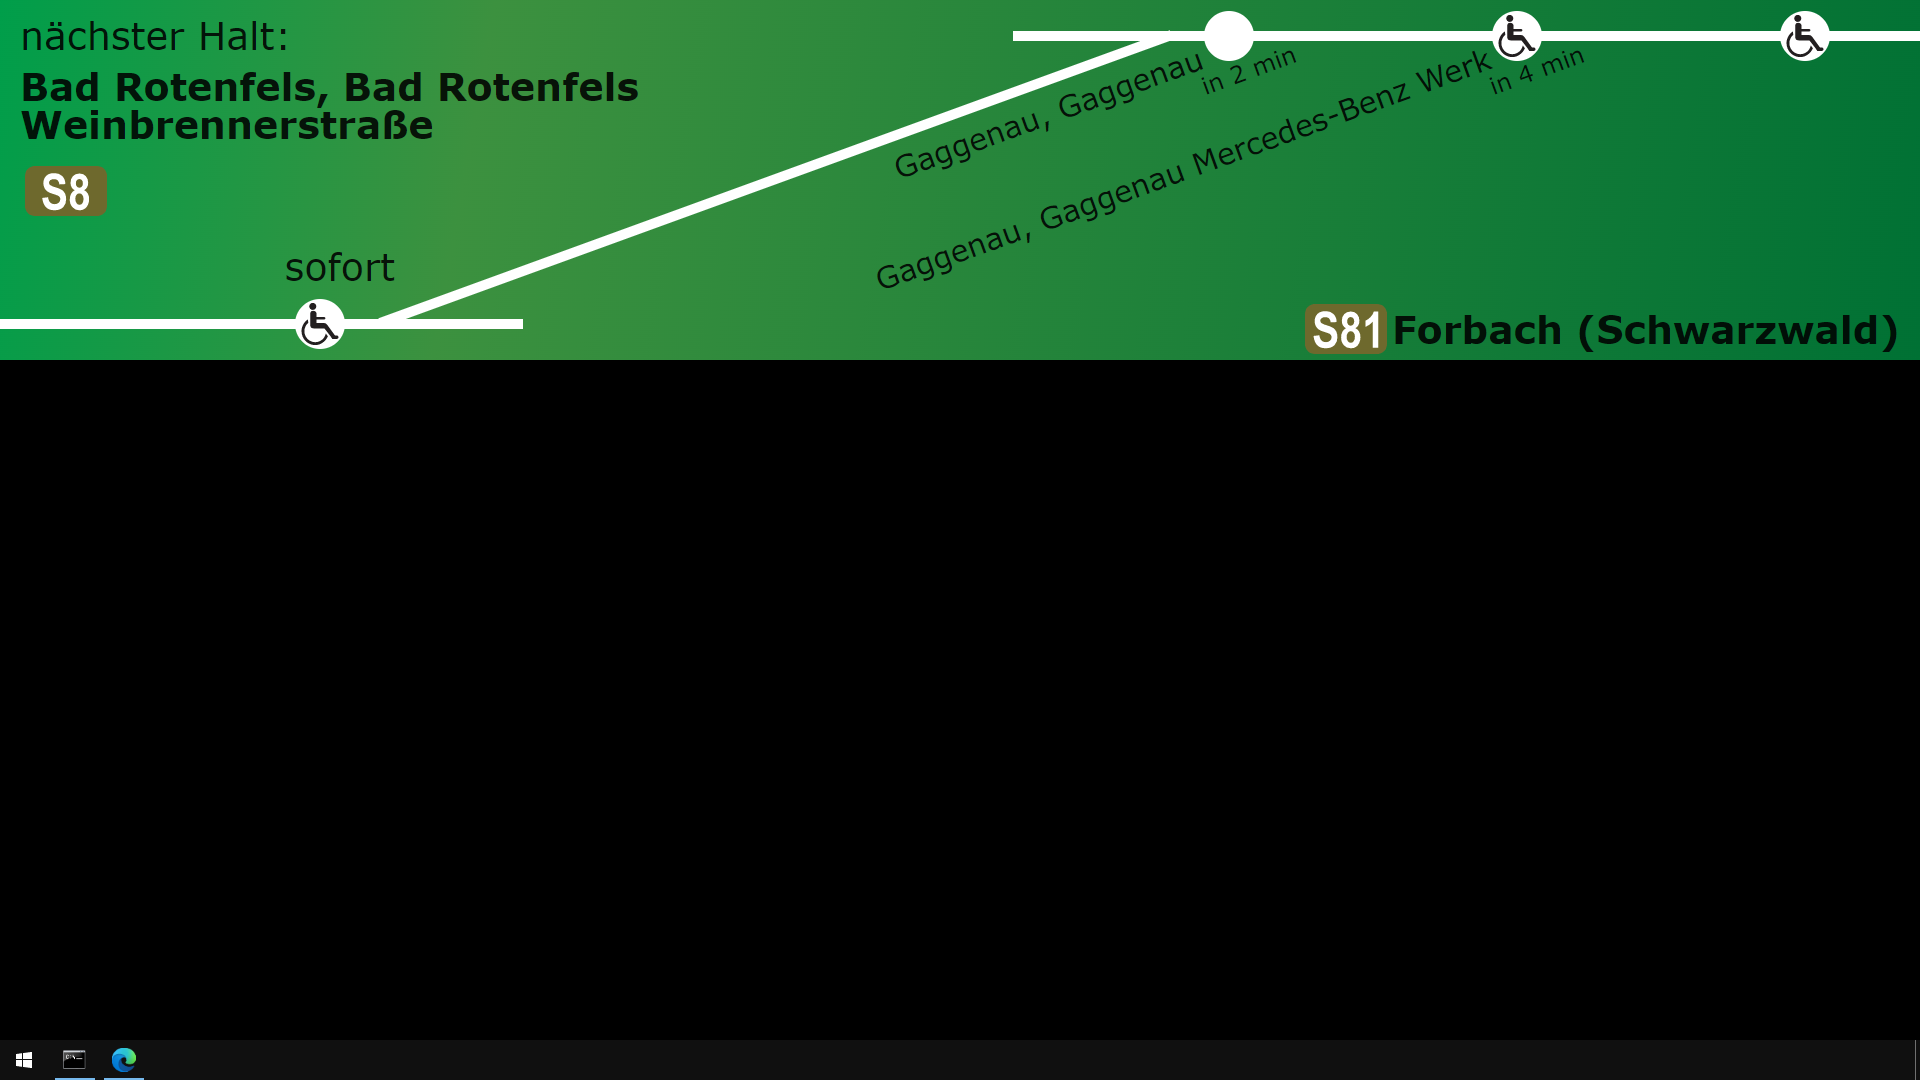 nächster Halt:
Bad Rotenfels, Bad Rotenfels
Weinbrennerstraße
S8
sofort
Gaggenau, Gaggenau
in 2 min
Gaggenau, Gaggenau Mercedes-Benz Werk
in 4 min
S81 Forbach (Schwarzwald)